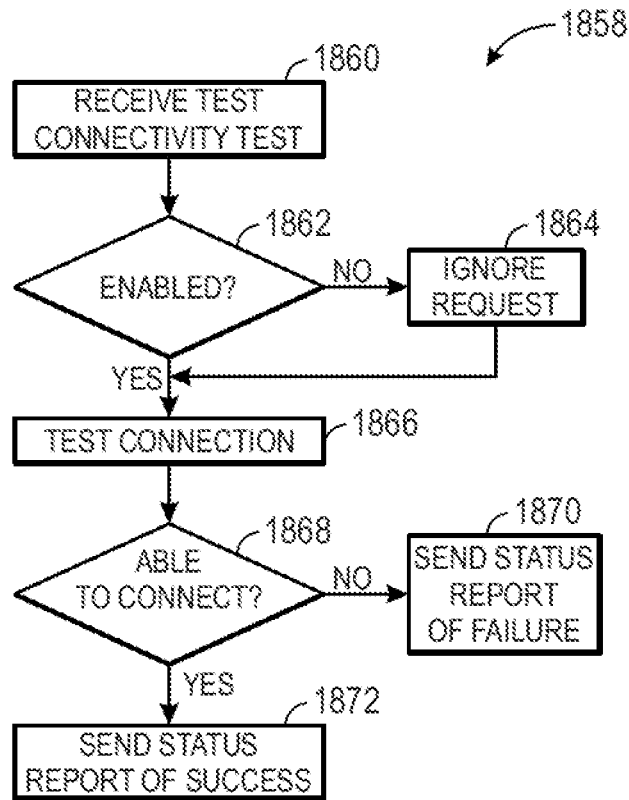 1858
1860
RECEIVE TEST
CONNECTIVITY TEST
1862
ENABLED?
NO
1864
IGNORE
REQUEST
YES
TEST CONNECTION
1866
1868
ABLE
TO CONNECT?
NO
1870
SEND STATUS
REPORT
OF FAILURE
YES
1872
SEND STATUS
REPORT OF SUCCESS